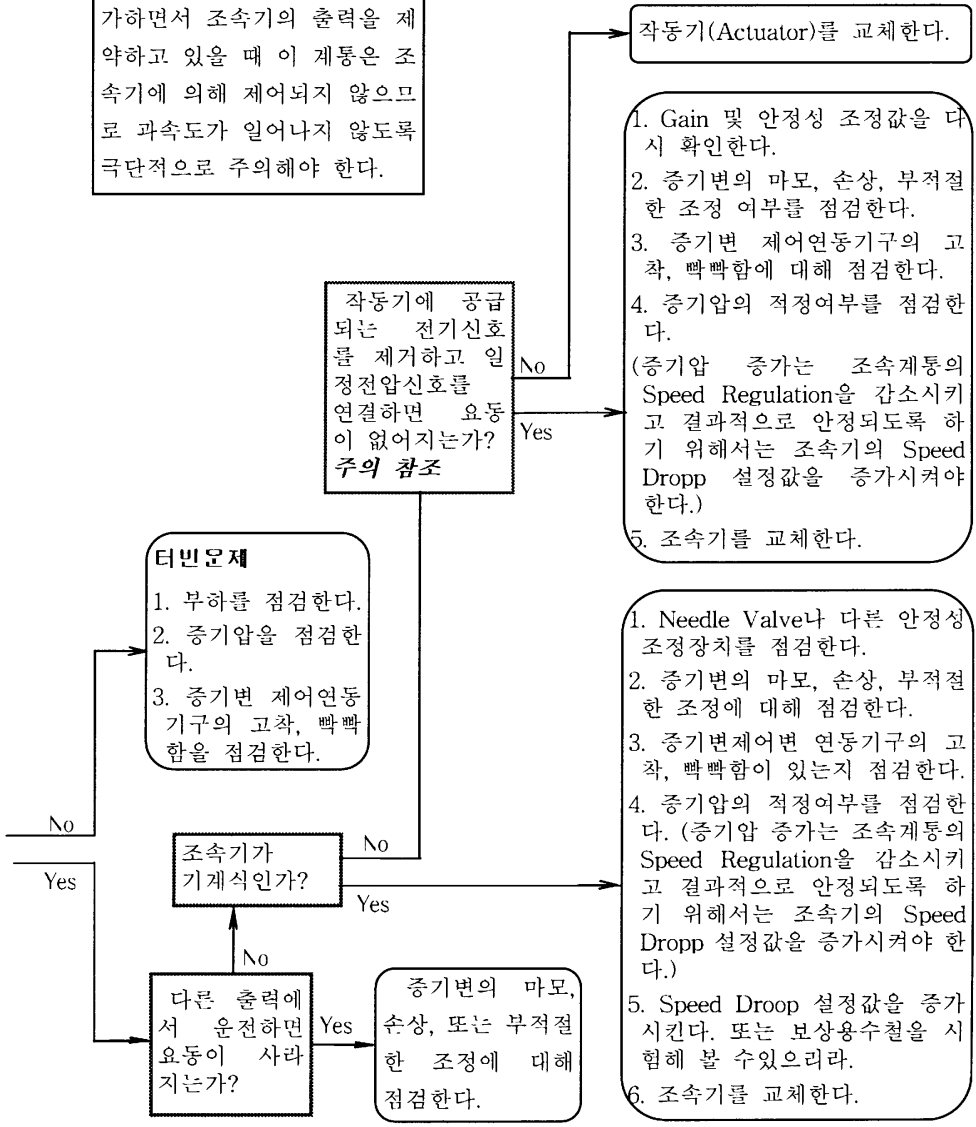 가하면서 조속기의 출력을 제
약하고 있을 때 이 계통은 조
속기에 의해 제어되지 않으므
로 과속도가 일어나지 않도록
극단적으로 주의해야 한다.
작동기(Actuator)를 교체한다.
1. Gain 및 안정성 조정값을 다
시 확인한다.
2. 증기변의 마모, 손상, 부적절
한 조정 여부를 점검한다.
3. 증기변 제어연동기구의 고
착, 빡빡함에 대해 점검한다.
4. 증기압의 적정여부를 점검한
다.
(증기압 증가는 조속계통의
Speed Regulation을 감소시키
고 결과적으로 안정되도록 하
기 위해서는 조속기의 Speed
Dropp 설정값을 증가시켜야
한다.)
5. 조속기를 교체한다.
작동기에 공급
되는 전기신호
를 제거하고 일
정전압신호를
연결하면 요동
이 없어지는가?
주의 참조
No
Yes
터빈문제
1. 부하를 점검한다.
2. 증기압을 점검한
다.
3. 증기변 제어연동
기구의 고착, 빡빡
함을 점검한다.
No
Yes
조속기가
기계식인가?
No
Yes
1. Needle Valve나 다른 안정성
조정장치를 점검한다.
2. 증기변의 마모, 손상, 부적절
한 조정에 대해 점검한다.
3. 증기변제어변 연동기구의 고
착, 빡빡함이 있는지 점검한다.
4. 증기압의 적정여부를 점검한
다. (증기압 증가는 조속계통의
Speed Regulation을 감소시키
고 결과적으로 안정되도록 하
기 위해서는 조속기의 Speed
Dropp 설정값을 증가시켜야 한
다.)
5. Speed Droop 설정값을 증가
시킨다. 또는 보상용수철을 시
험해 볼 수있으리라.
6. 조속기를 교체한다.
No
다른 출력에
서 운전하면
요동이 사라
지는가?
Yes
증기변의 마모,
손상, 또는 부적절
한 조정에 대해
점검한다.